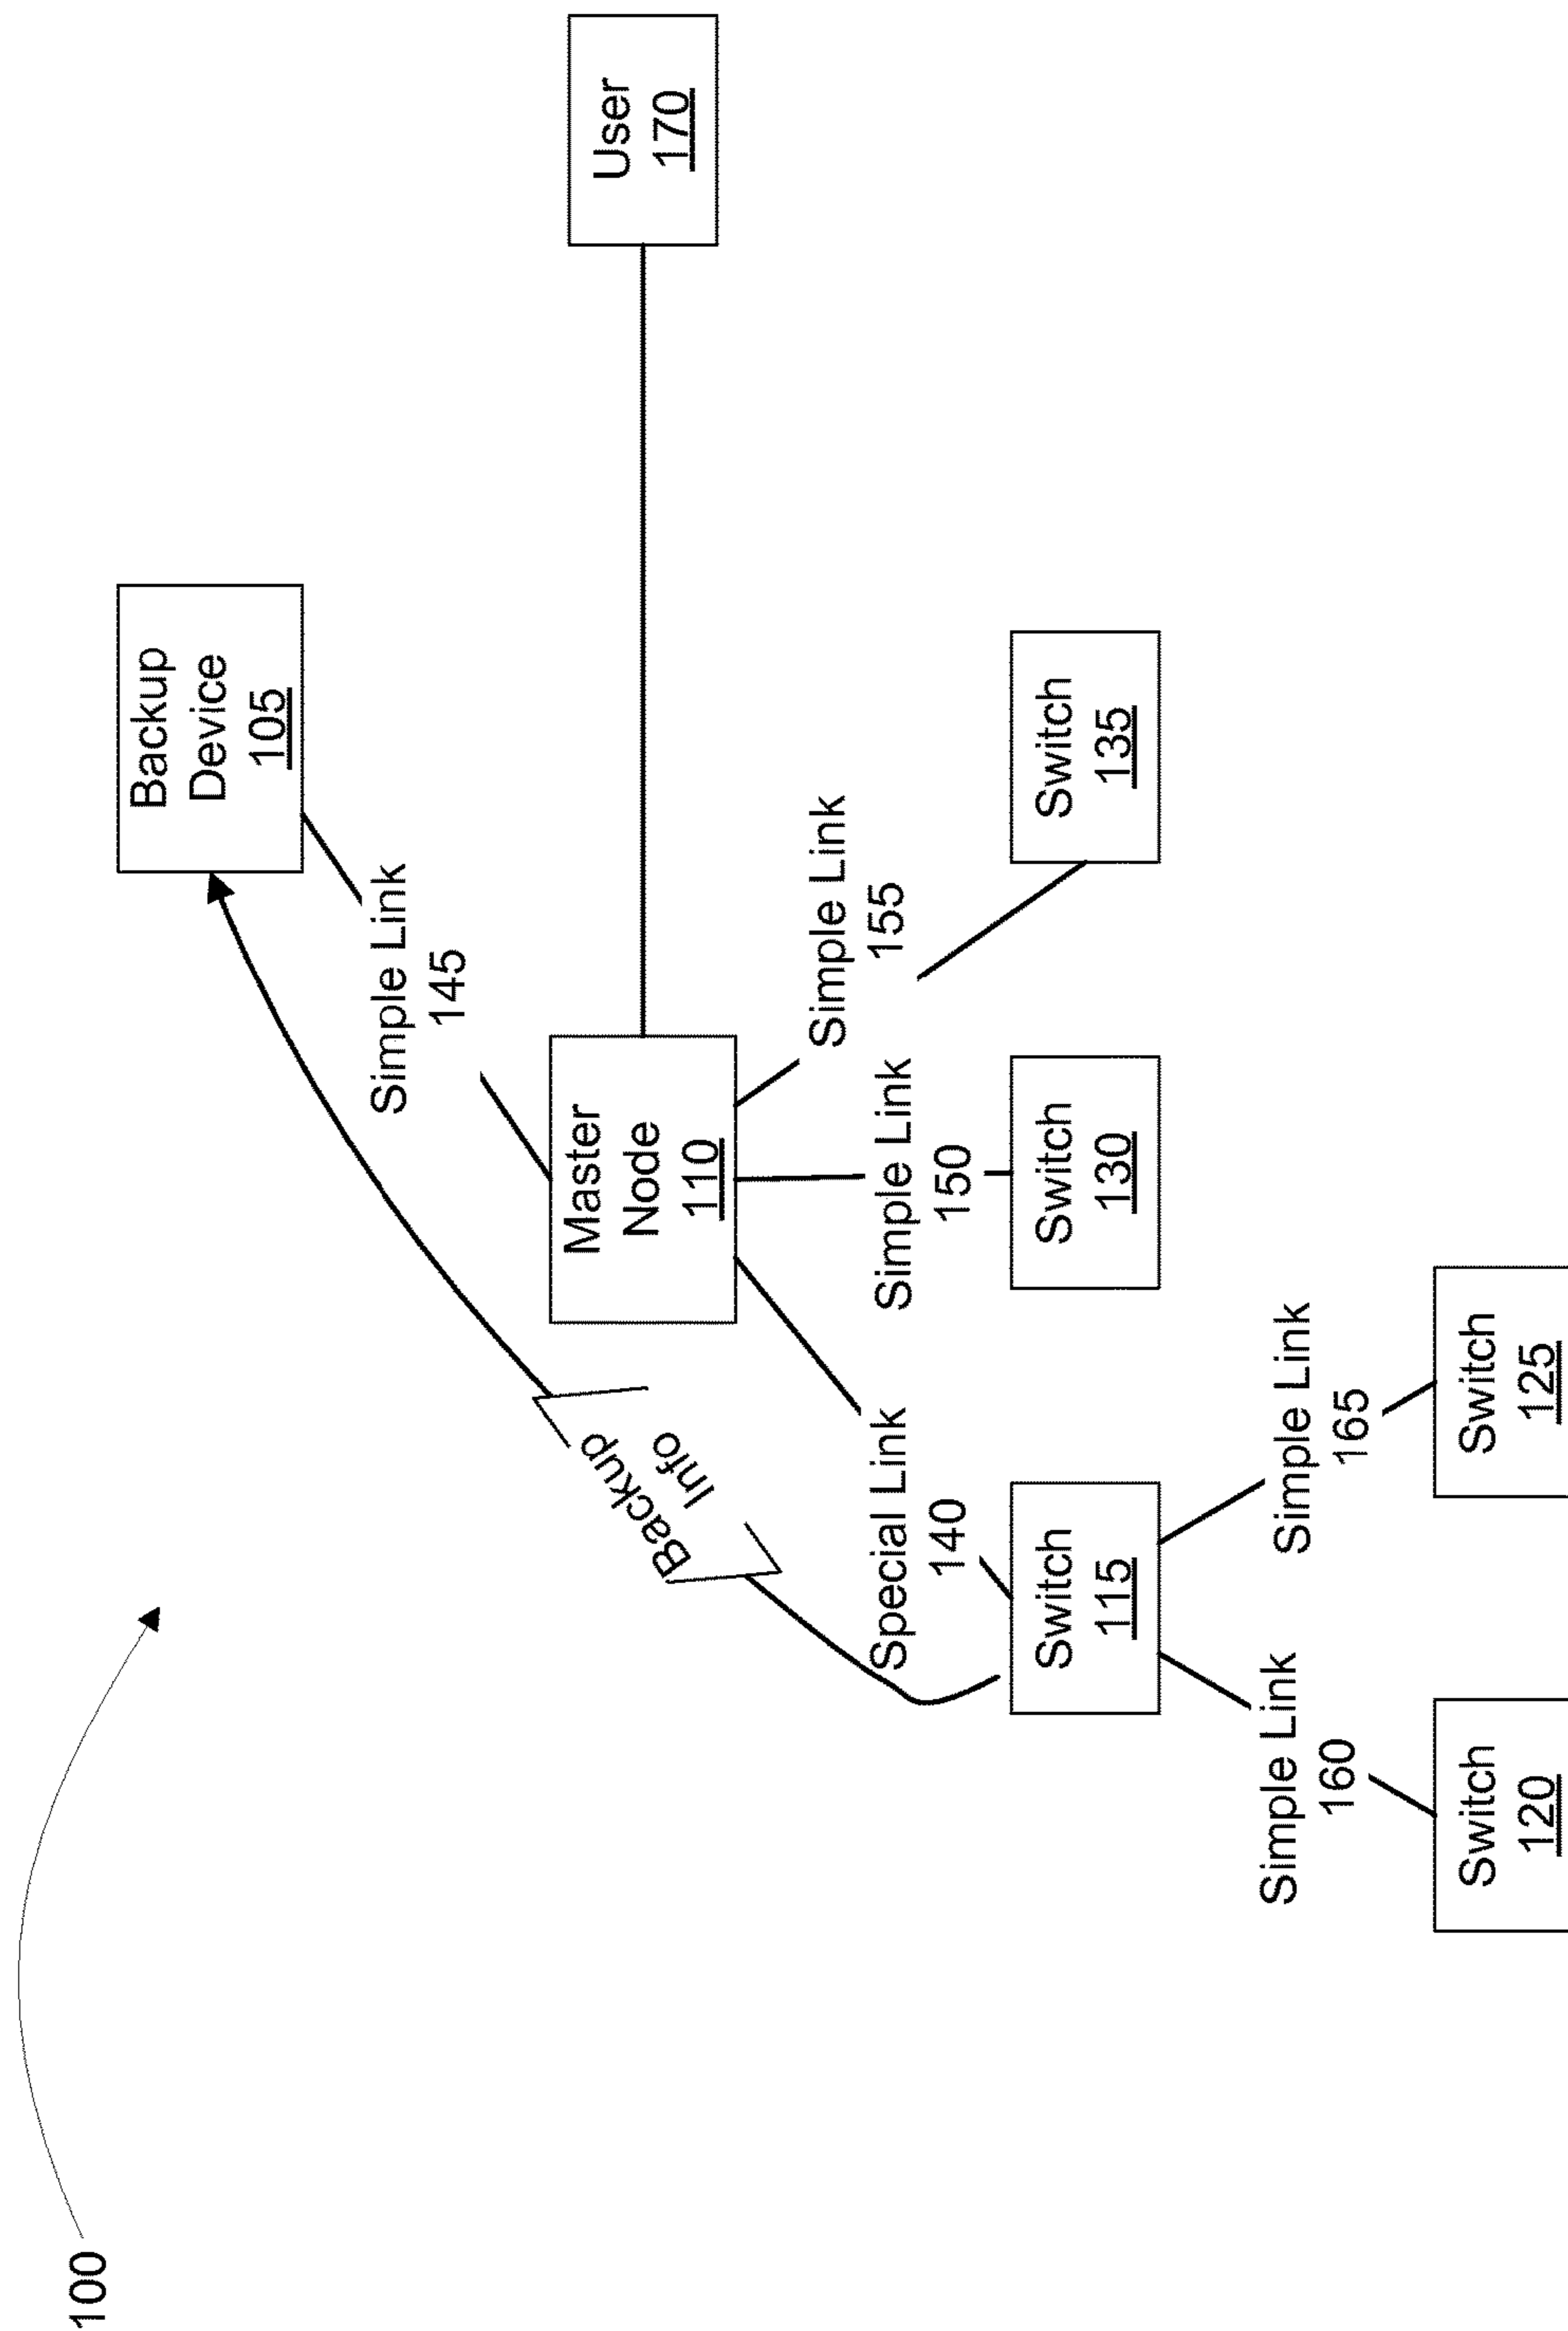 100
Backup
Device
105
Simple Link
145
Backup
Info
Master
Node
110
User
170
Special Link
140
Simple Link
150
Simple Link
155
Switch
115
Switch
130
Switch
135
Simple Link
160
Simple Link
165
Switch
120
Switch
125